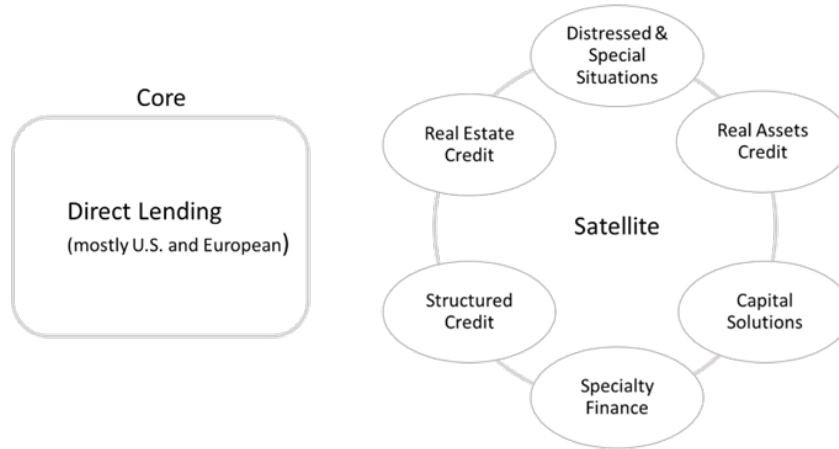 Core
Direct Lending
(mostly U.S. and European)
Distressed &
Special
Situations
Real Estate
Credit
Real Assets
Credit
Satellite
Structured
Credit
Capital
Solutions
Specialty
Finance